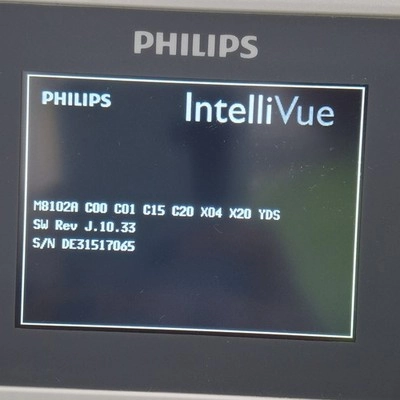 PHILIPS
PHILIPS IntelliVue
M8102A C00 C01 C15 C20 X04 X20 YDS
SW Rev J.10.33
S/N DE31517065